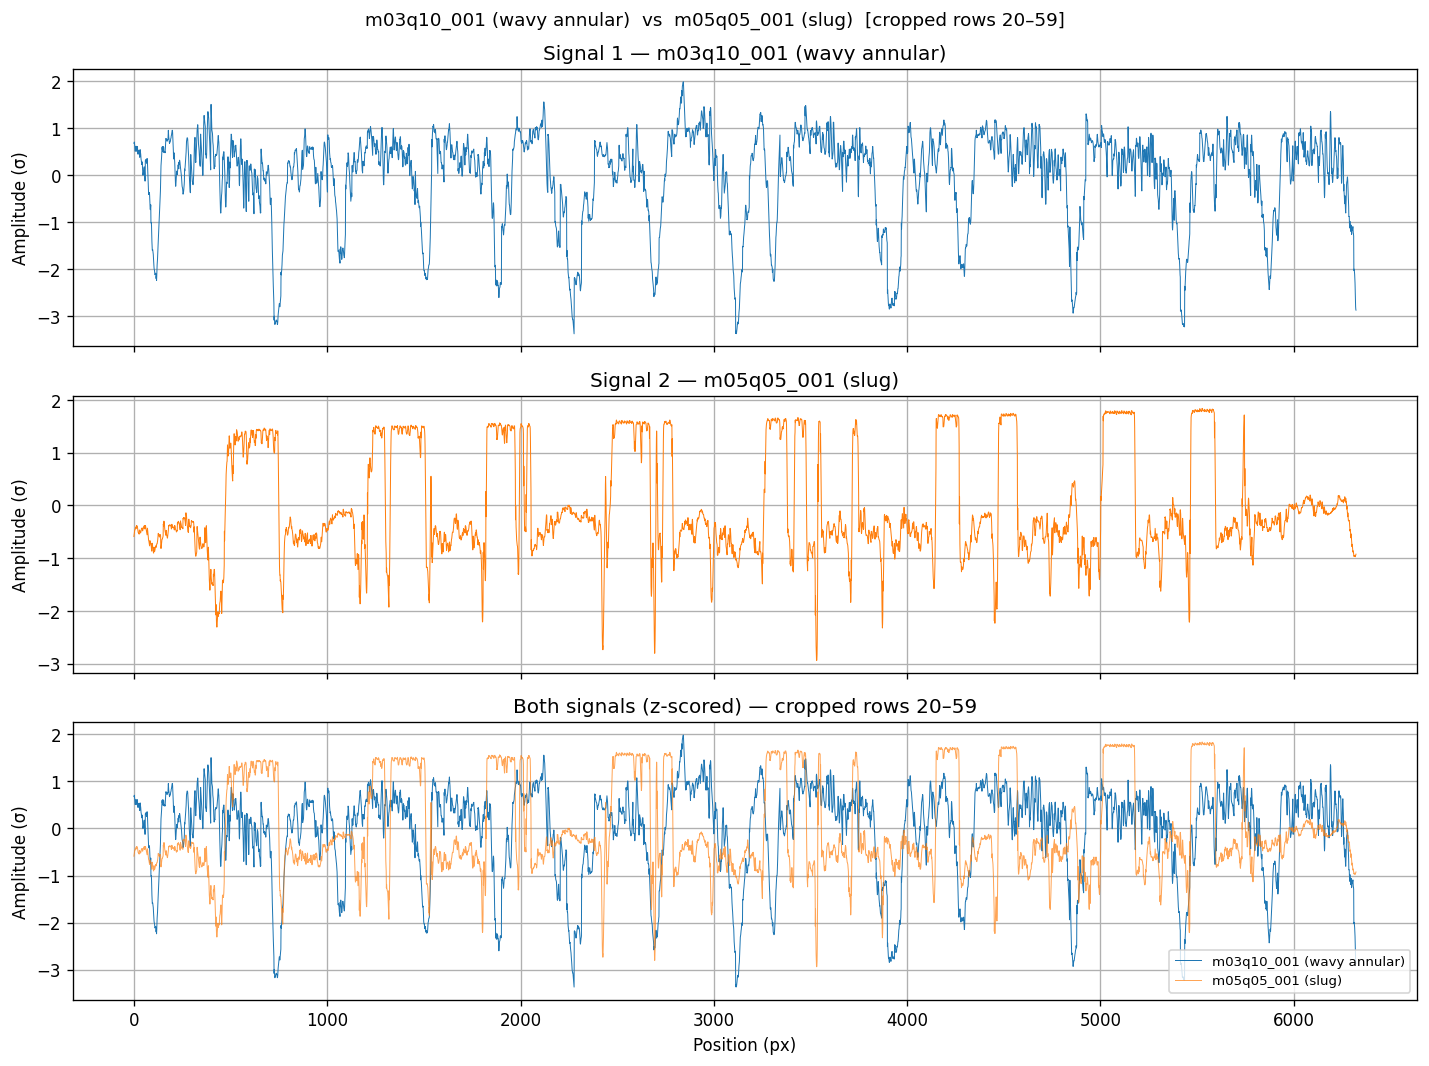 m03q10_001 (wavy annular)  vs  m05q05_001 (slug)  [cropped rows 20–59]
Signal 1 — m03q10_001 (wavy annular)
2
1
0
−1
−2
−3
Amplitude (σ)
Signal 2 — m05q05_001 (slug)
2
1
0
−1
−2
−3
Amplitude (σ)
Both signals (z-scored) — cropped rows 20–59
2
1
0
−1
−2
−3
Amplitude (σ)
m03q10_001 (wavy annular)
m05q05_001 (slug)
0 1000 2000 3000 4000 5000 6000
Position (px)